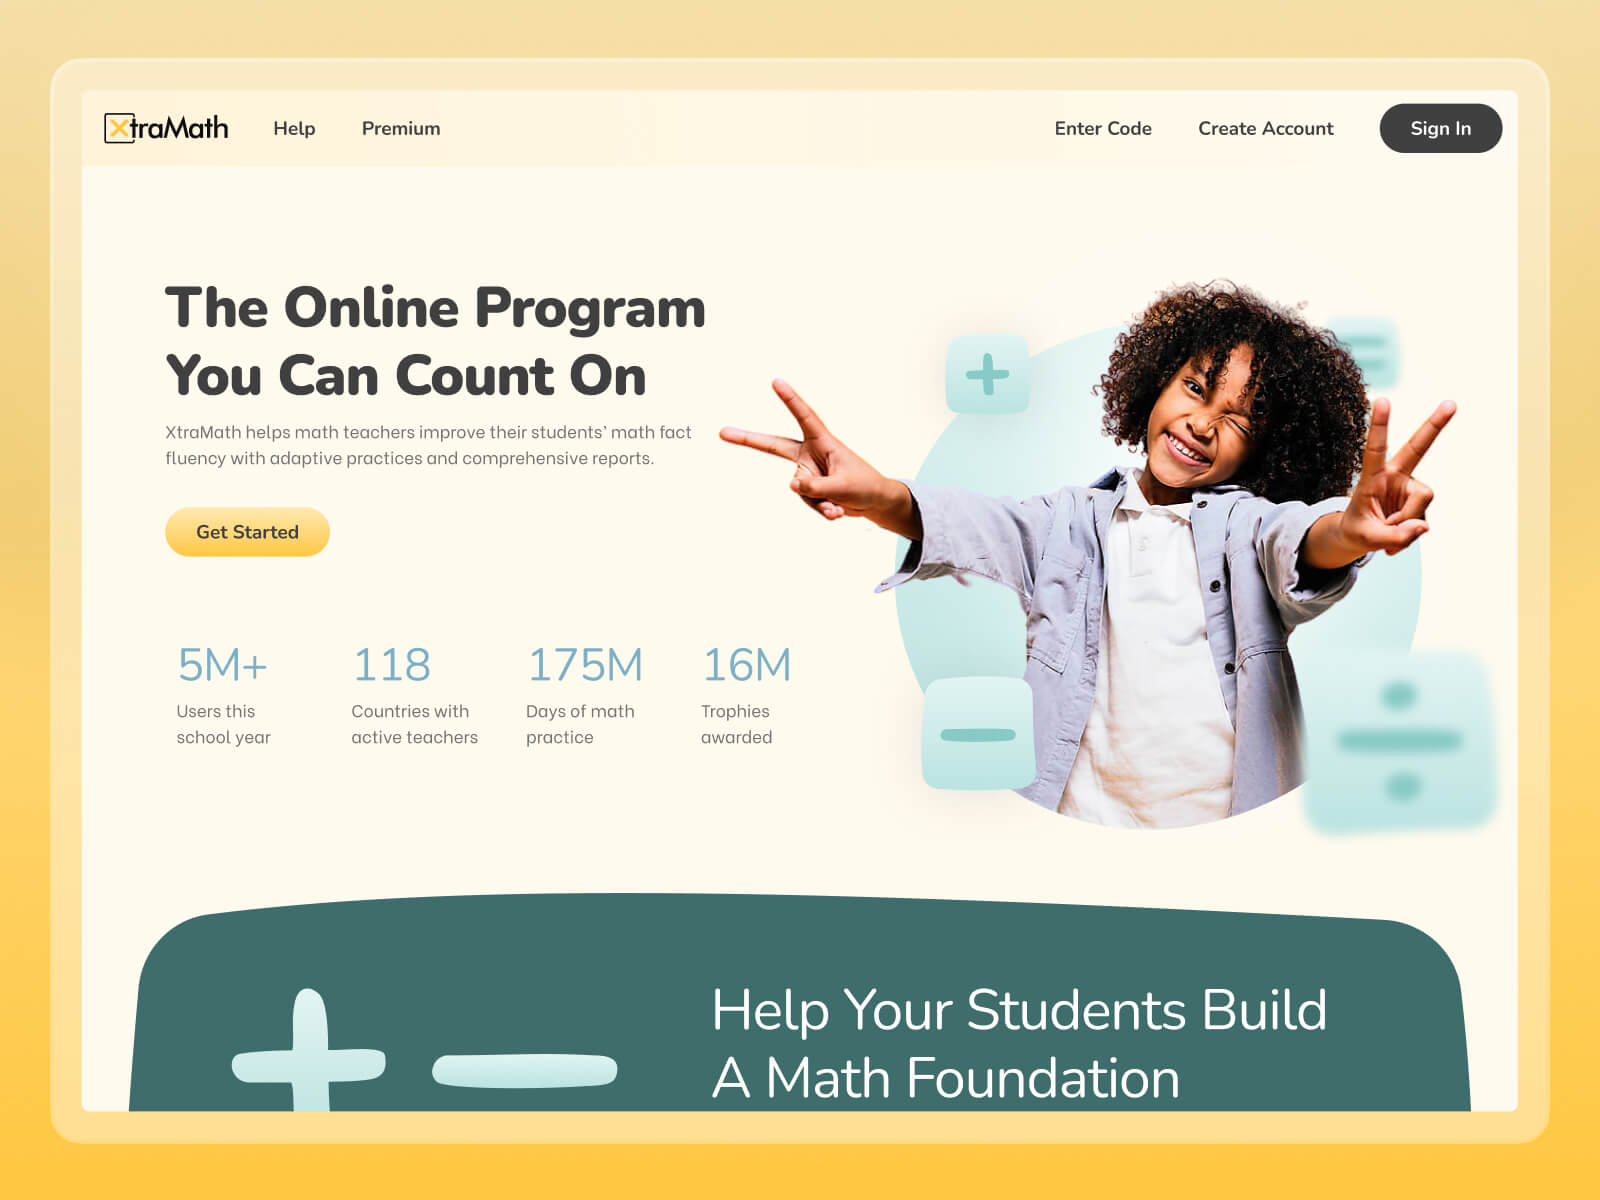 XtraMath
Help
Premium
Enter Code
Create Account
Sign In
The Online Program
You Can Count On
XtraMath helps math teachers improve their students’ math fact
fluency with adaptive practices and comprehensive reports.
Get Started
5M+
Users this
school year
118
Countries with
active teachers
175M
Days of math
practice
16M
Trophies
awarded
Help Your Students Build
A Math Foundation